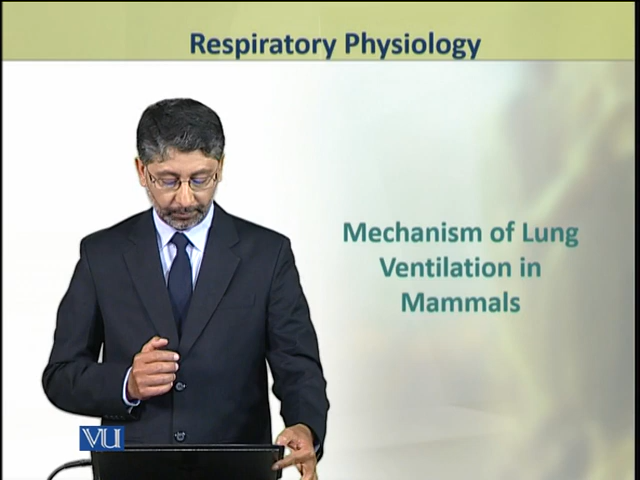 Respiratory Physiology
Mechanism of Lung
Ventilation in
Mammals
VU